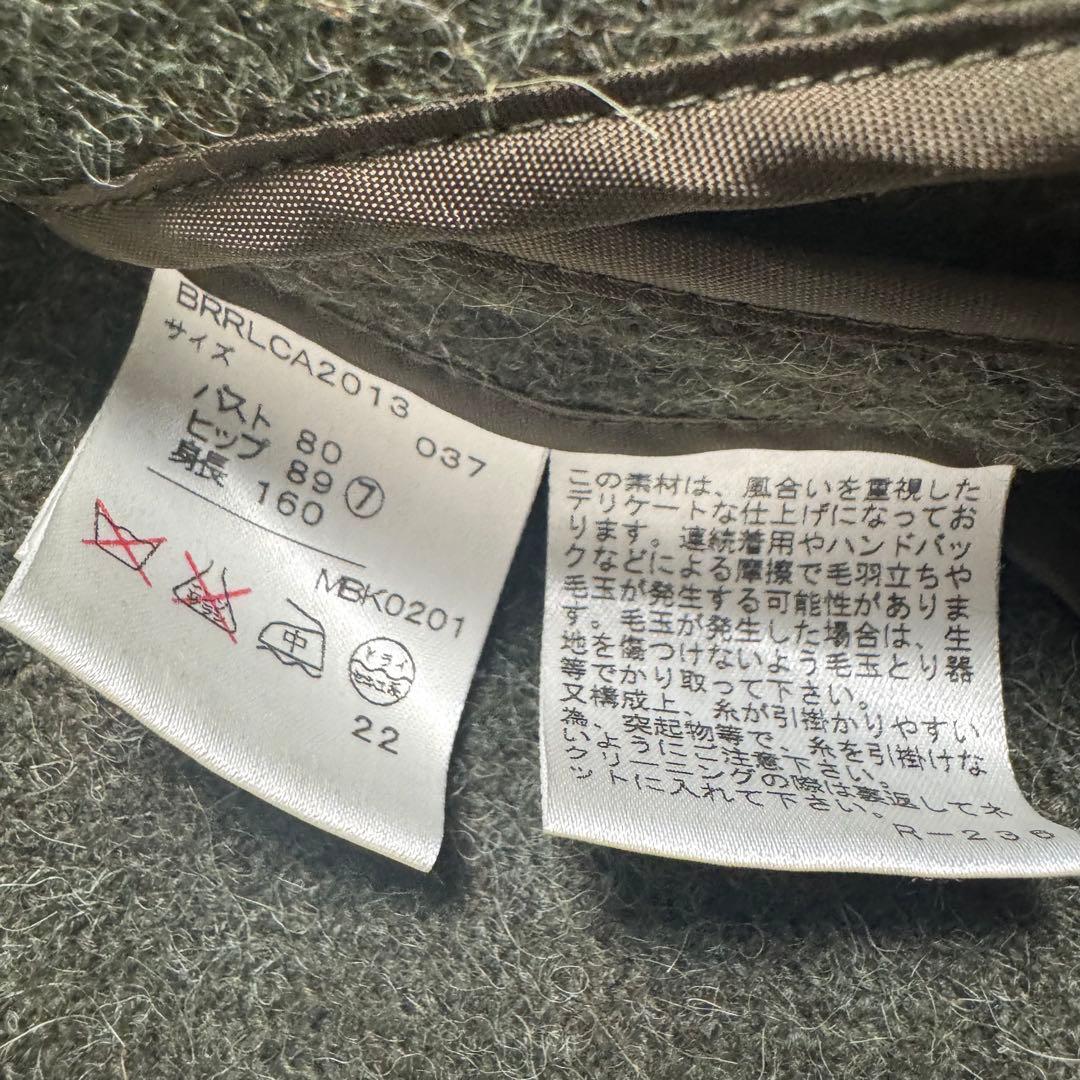 BRRLCA2013 037
サイズ
バスト 80
ヒップ 89 ⑦
身長 160
MBK0201
中
ドライ
セキユ系
22
この素材は、風合いを重視した
デリケートな仕上げになってお
ります。連続着用やハンドバッ
クなどによる摩擦で毛羽立ちや
毛玉が発生する可能性がありま
す。毛玉が発生した場合は、生
地を傷つけないよう毛玉とり器
等でかり取って下さい。
又構成上、糸が引掛かりやすい
為、突起物等で、糸を引掛けな
いようにご注意下さい。
クリーニングの際は裏返してネ
ットに入れて下さい。
R-236